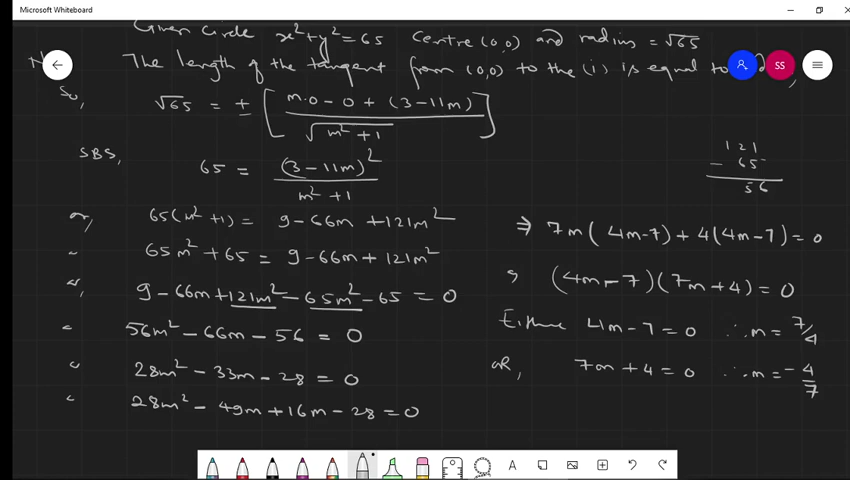 Microsoft Whiteboard
Given circle x²+y²=65 Centre (0,0) and radius = √65
The length of the tangent from (0,0) to the (i) is equal to
SS
So, √65 = ± [ m.0 - 0 + (3-11m) / √m²+1 ]
SBS, 65 = (3-11m)² / m²+1
or, 65(m²+1) = 9-66m+121m²
" 65m²+65 = 9-66m+121m²
or, 9-66m+121m²-65m²-65 = 0
" 56m²-66m-56 = 0
" 28m²-33m-28 = 0
" 28m²-49m+16m-28=0
121
- 65
56
⇒ 7m(4m-7)+4(4m-7)=0
" (4m-7)(7m+4)=0
Either 4m-7=0 ∴m = 7/4
OR, 7m+4=0 ∴m = -4/7
A